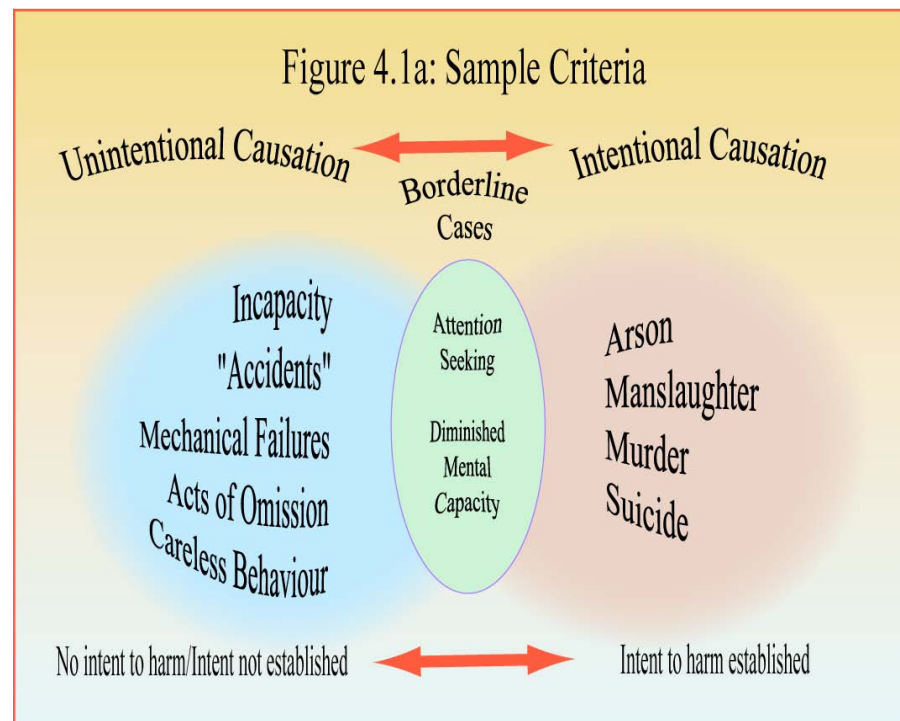 Figure 4.1a: Sample Criteria
Unintentional Causation
Intentional Causation
Borderline
Cases
Incapacity
"Accidents"
Mechanical Failures
Acts of Omission
Careless Behaviour
Attention
Seeking
Diminished
Mental
Capacity
Arson
Manslaughter
Murder
Suicide
No intent to harm/Intent not established
Intent to harm established